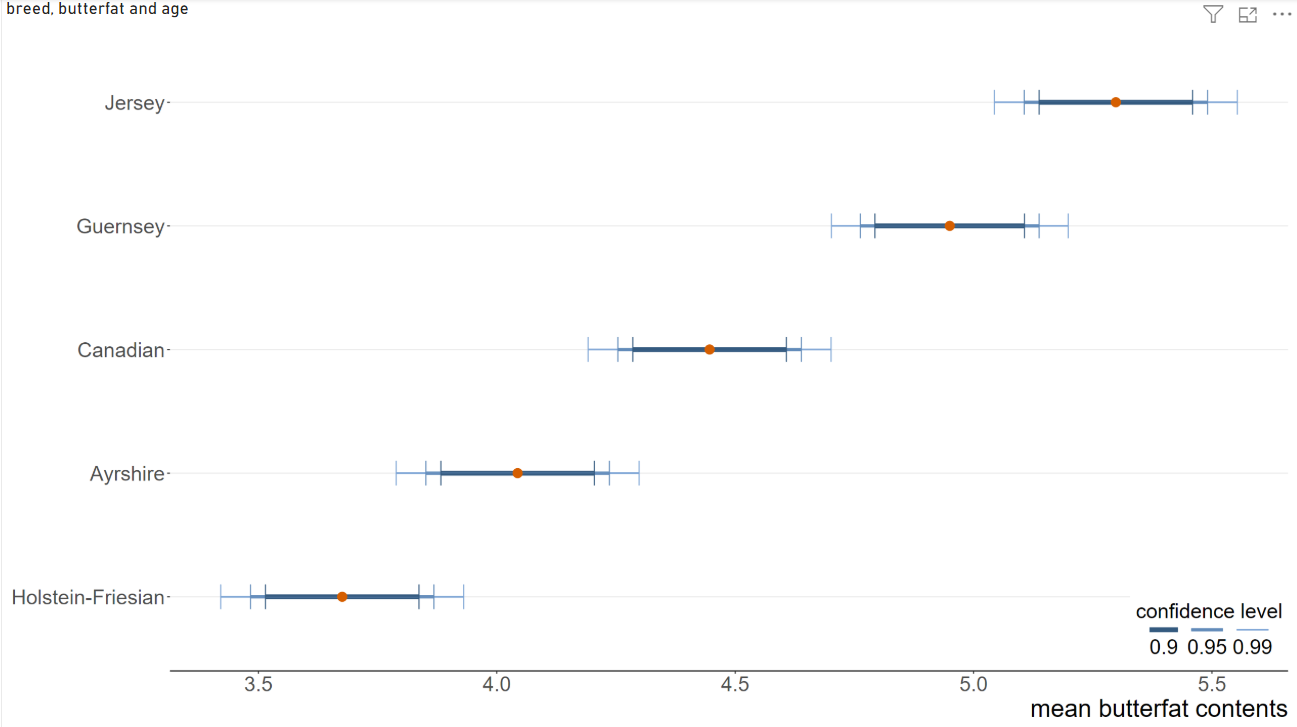 breed, butterfat and age
Jersey
Guernsey
Canadian
Ayrshire
Holstein-Friesian
confidence level
0.9 0.95 0.99
3.5 4.0 4.5 5.0 5.5
mean butterfat contents